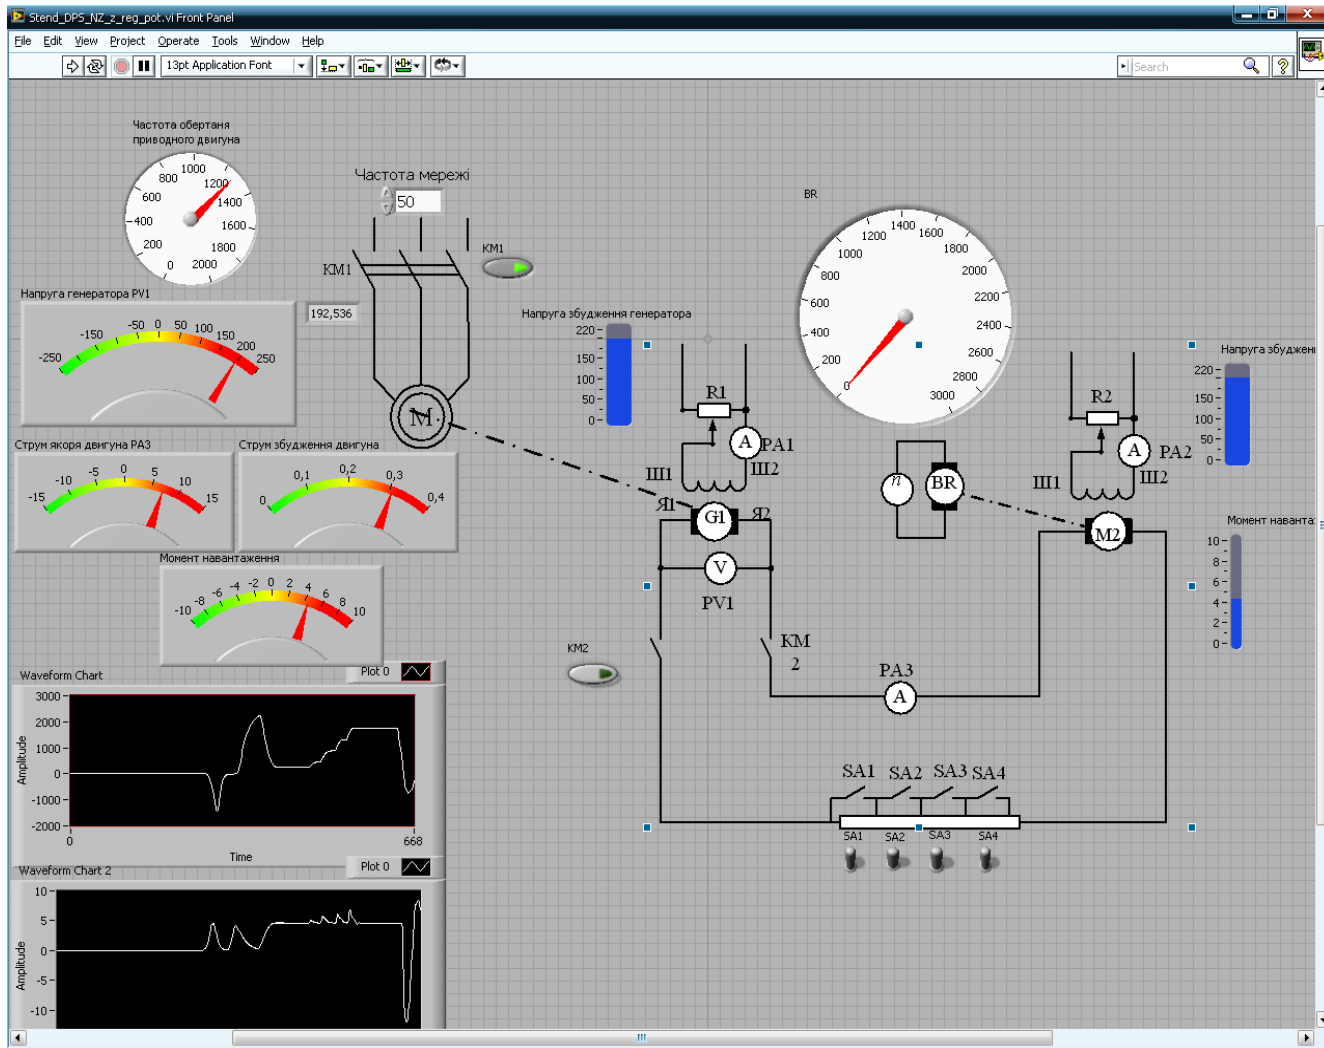 Stend_DPS_NZ_z_reg_pot.vi Front Panel
File Edit View Project Operate Tools Window Help
13pt Application Font
Search
Частота обертаня
приводного двигуна
0 200 400 600 800 1000 1200 1400 1600 1800 2000
Частота мережі
50
KM1
КМ1
Напруга генератора PV1
-250 -150 -50 0 50 100 150 200 250
192,536
М.
Струм якоря двигуна PA3
-15 -10 -5 0 5 10 15
Струм збудження двигуна
0 0,1 0,2 0,3 0,4
Момент навантаження
-10 -8 -6 -4 -2 0 2 4 6 8 10
Напруга збудження генератора
220
150
100
50
0
BR
0 200 400 600 800 1000 1200 1400 1600 1800 2000 2200 2400 2600 2800 3000
R1
A
PA1
Ш1
Ш2
Я1
Я2
G1
V
PV1
KM2
KM
2
n
BR
PA3
A
R2
A
PA2
Ш1
Ш2
M2
Напруга збуджен
220
150
100
50
0
Момент навантаж
10
8
6
4
2
0
SA1 SA2 SA3 SA4
SA1 SA2 SA3 SA4
Waveform Chart
Plot 0
Amplitude
3000
2000
1000
0
-1000
-2000
0
668
Time
Waveform Chart 2
Plot 0
Amplitude
10
5
0
-5
-10